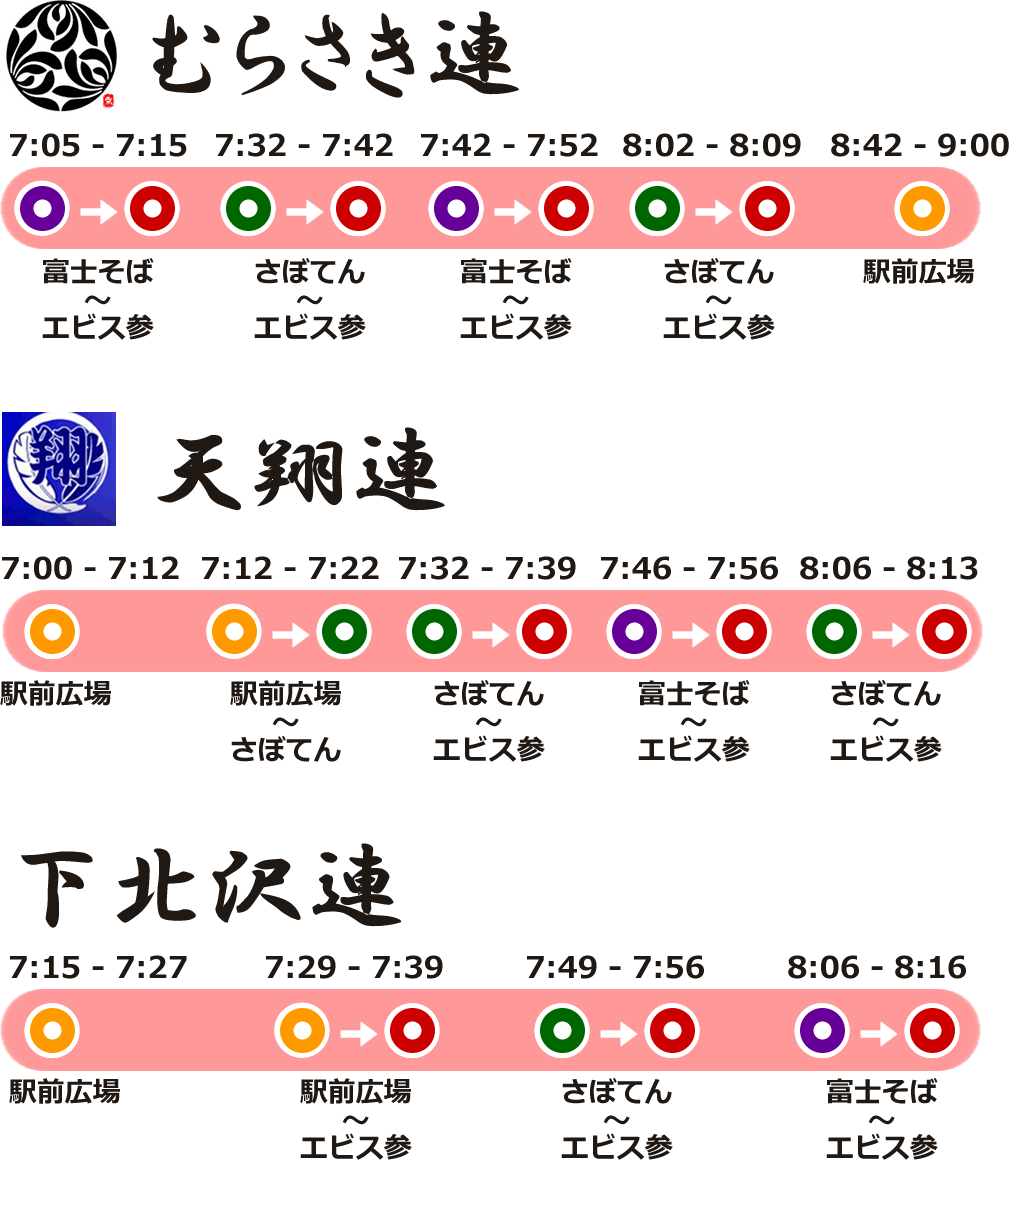 むらさき連
7:05 - 7:15 7:32 - 7:42 7:42 - 7:52 8:02 - 8:09 8:42 - 9:00
富士そば さぼてん 富士そば さぼてん 駅前広場
～ ～ ～ ～
エビス参 エビス参 エビス参 エビス参
翔
天翔連
7:00 - 7:12 7:12 - 7:22 7:32 - 7:39 7:46 - 7:56 8:06 - 8:13
駅前広場 駅前広場 さぼてん 富士そば さぼてん
～ ～ ～ ～
さぼてん エビス参 エビス参 エビス参
下北沢連
7:15 - 7:27 7:29 - 7:39 7:49 - 7:56 8:06 - 8:16
駅前広場 駅前広場 さぼてん 富士そば
～ ～ ～
エビス参 エビス参 エビス参